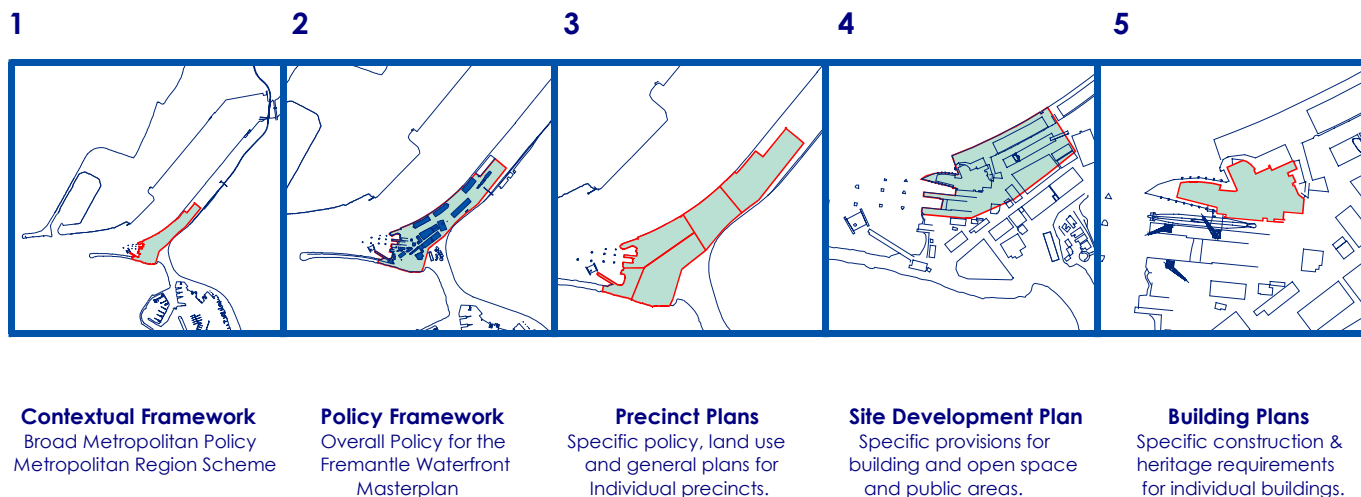 1
2
3
4
5
Contextual Framework
Broad Metropolitan Policy
Metropolitan Region Scheme
Policy Framework
Overall Policy for the
Fremantle Waterfront
Masterplan
Precinct Plans
Specific policy, land use
and general plans for
Individual precincts.
Site Development Plan
Specific provisions for
building and open space
and public areas.
Building Plans
Specific construction &
heritage requirements
for individual buildings.